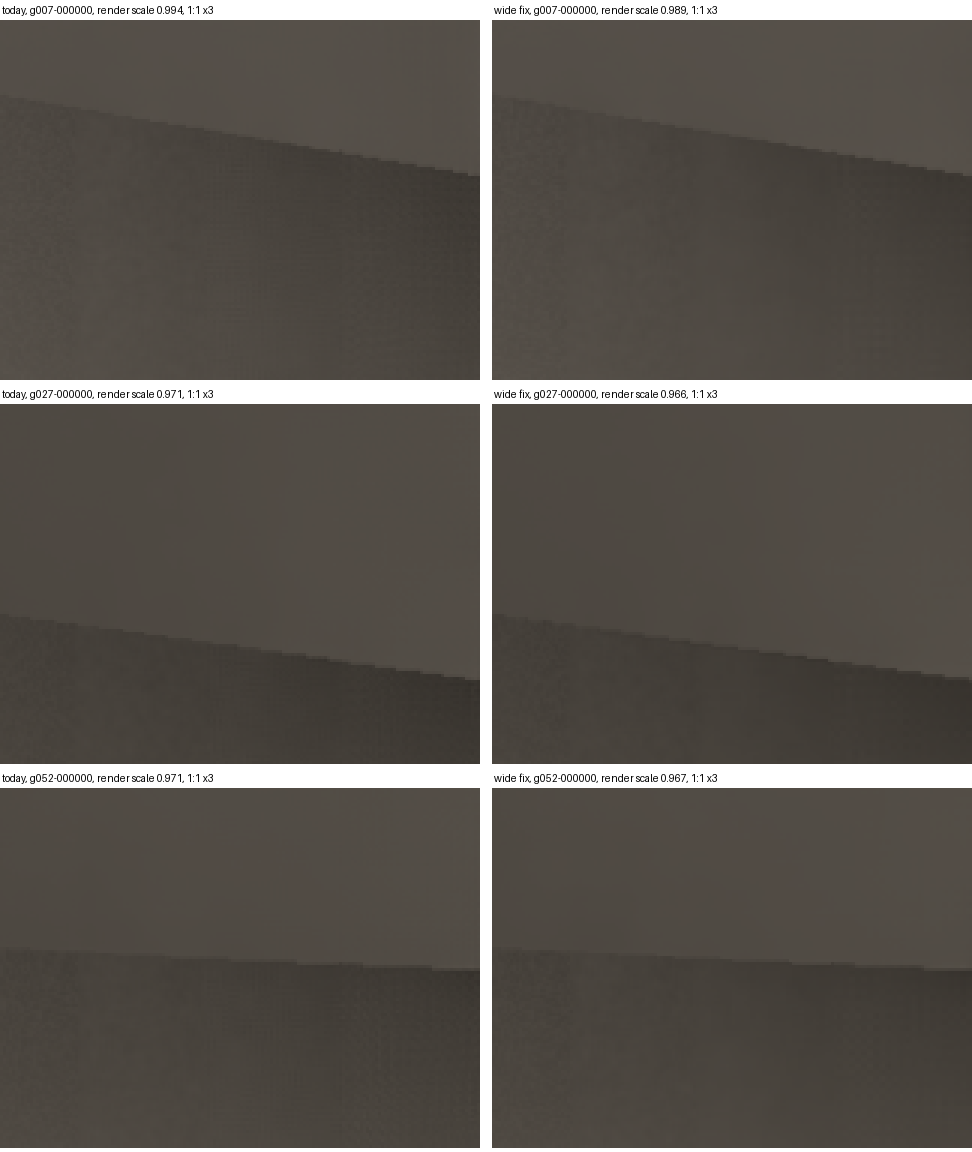 today, g007-000000, render scale 0.994, 1:1 x3
wide fix, g007-000000, render scale 0.989, 1:1 x3
today, g027-000000, render scale 0.971, 1:1 x3
wide fix, g027-000000, render scale 0.966, 1:1 x3
today, g052-000000, render scale 0.971, 1:1 x3
wide fix, g052-000000, render scale 0.967, 1:1 x3